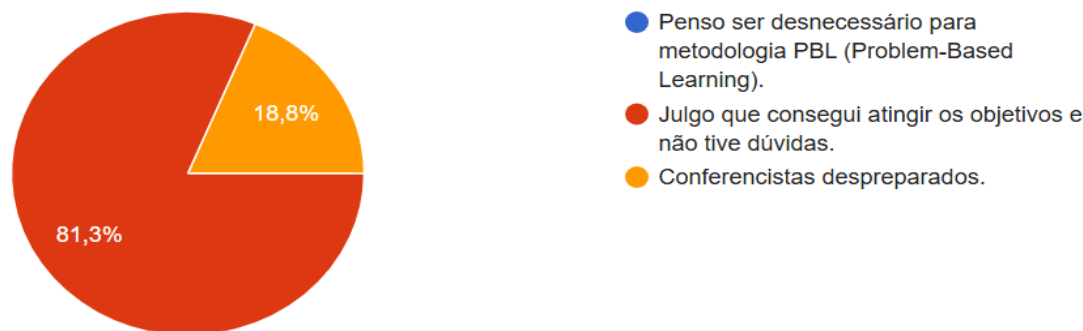 18,8%
81,3%
Penso ser desnecessário para
metodologia PBL (Problem-Based
Learning).
Julgo que consegui atingir os objetivos e
não tive dúvidas.
Conferencistas despreparados.